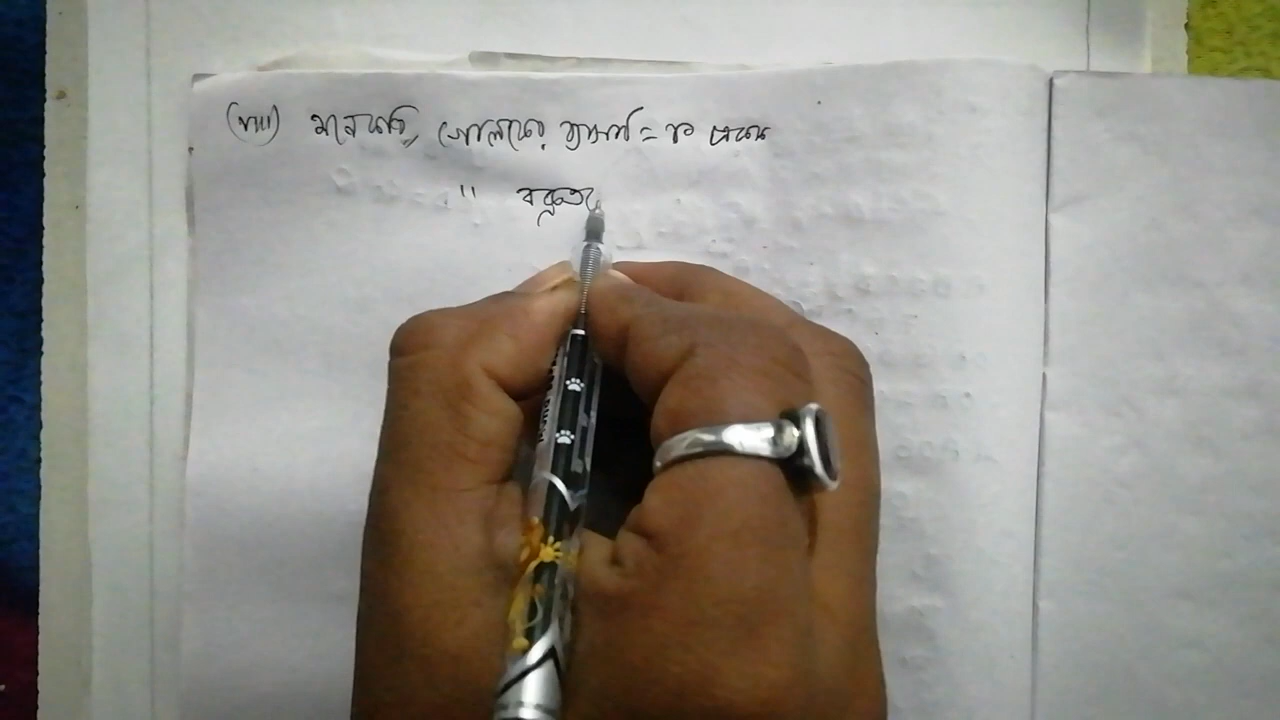 (viii) মনেকরি, গোলকের ব্যাসার্ধ = r একক
" বক্রতলে